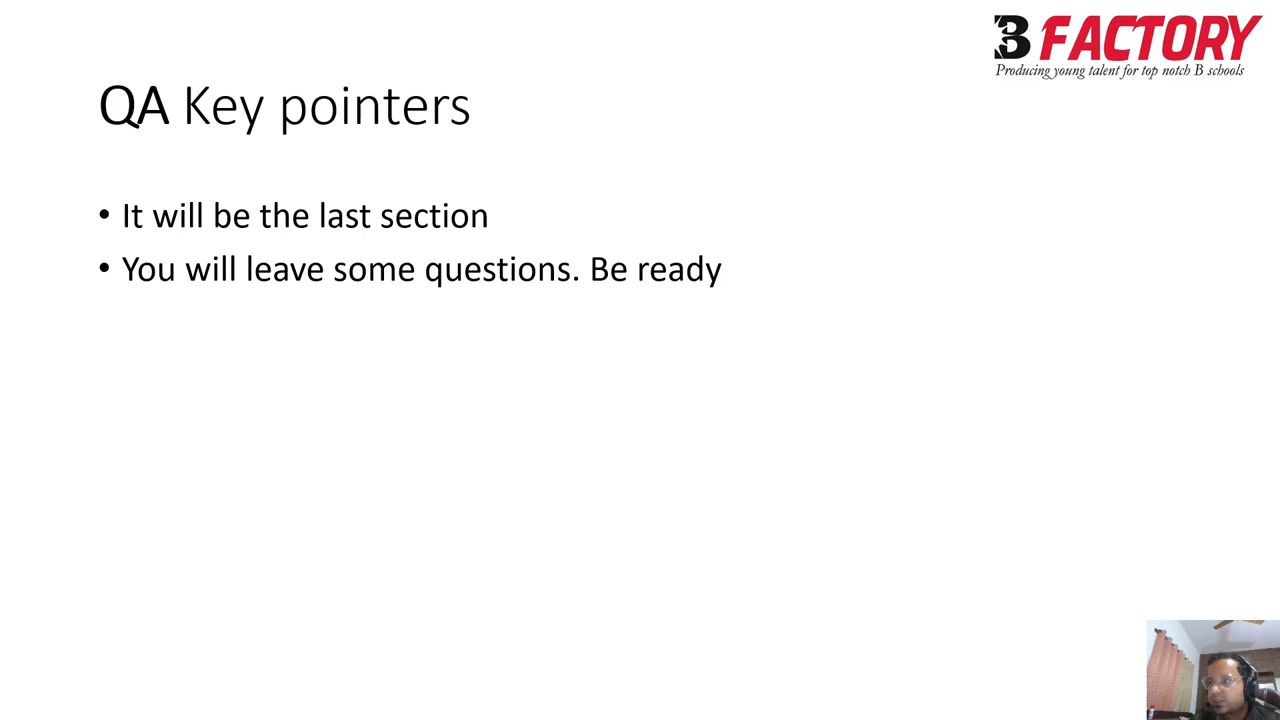 B FACTORY
Producing young talent for top notch B schools
QA Key pointers
• It will be the last section
• You will leave some questions. Be ready